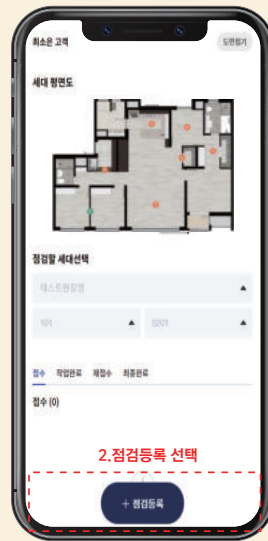 최소은 고객
도면접기
세대 평면도
점검할 세대선택
테스트현장명
101
0201
접수 작업완료 재접수 최종완료
접수 (0)
2.점검등록 선택
+ 점검등록